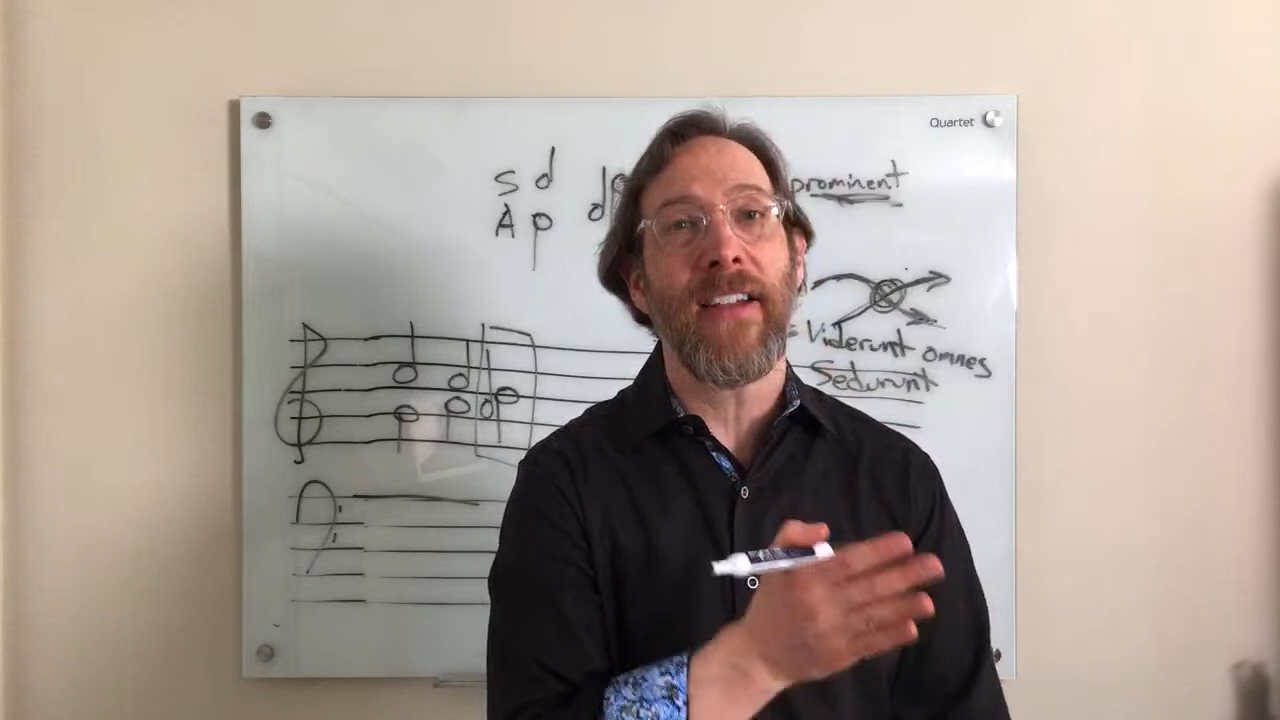 Quartet
S
A
prominent
= Viderunt omnes
Sederunt